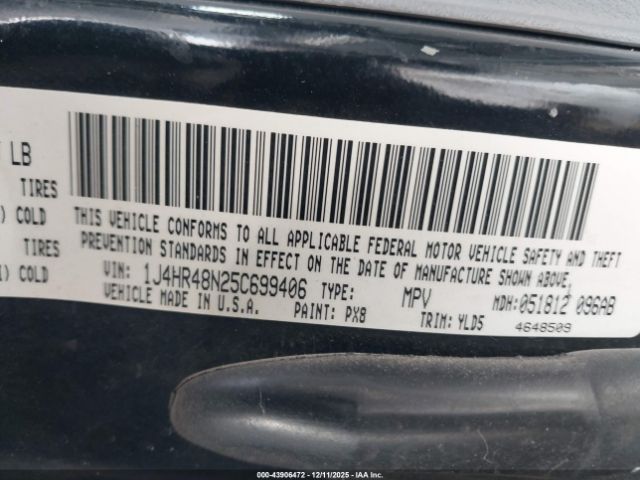 LB
TIRES
) COLD
TIRES
) COLD
THIS VEHICLE CONFORMS TO ALL APPLICABLE FEDERAL MOTOR VEHICLE SAFETY AND THEFT
PREVENTION STANDARDS IN EFFECT ON THE DATE OF MANUFACTURE SHOWN ABOVE.
VIN: 1J4HR48N25C699406 TYPE: MPV MDH:051812 096AB
VEHICLE MADE IN U.S.A. PAINT: PX8 TRIM: YLD5 4648509
000-43906472 - 12/11/2025 - IAA Inc.